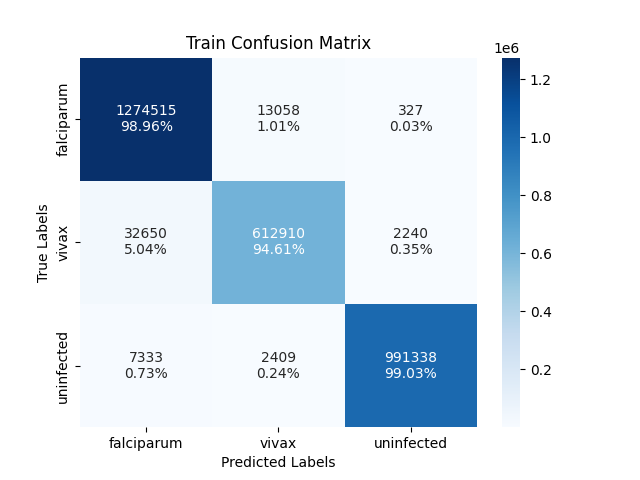 Train Confusion Matrix
1e6
falciparum
1274515
98.96%
13058
1.01%
327
0.03%
True Labels
vivax
32650
5.04%
612910
94.61%
2240
0.35%
uninfected
7333
0.73%
2409
0.24%
991338
99.03%
falciparum
vivax
uninfected
Predicted Labels
1.2
1.0
0.8
0.6
0.4
0.2